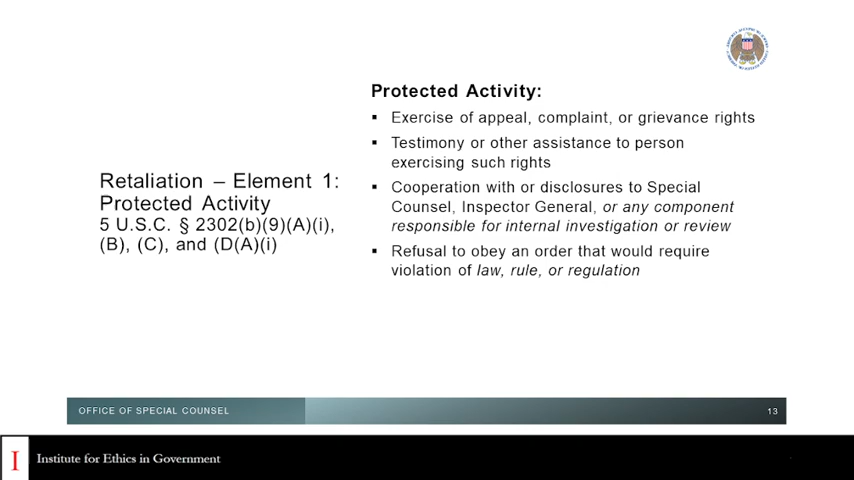 Retaliation – Element 1:
Protected Activity
5 U.S.C. § 2302(b)(9)(A)(i),
(B), (C), and (D(A)(i)
Protected Activity:
▪ Exercise of appeal, complaint, or grievance rights
▪ Testimony or other assistance to person
exercising such rights
▪ Cooperation with or disclosures to Special
Counsel, Inspector General, or any component
responsible for internal investigation or review
▪ Refusal to obey an order that would require
violation of law, rule, or regulation
OFFICE OF SPECIAL COUNSEL
13
I
Institute for Ethics in Government